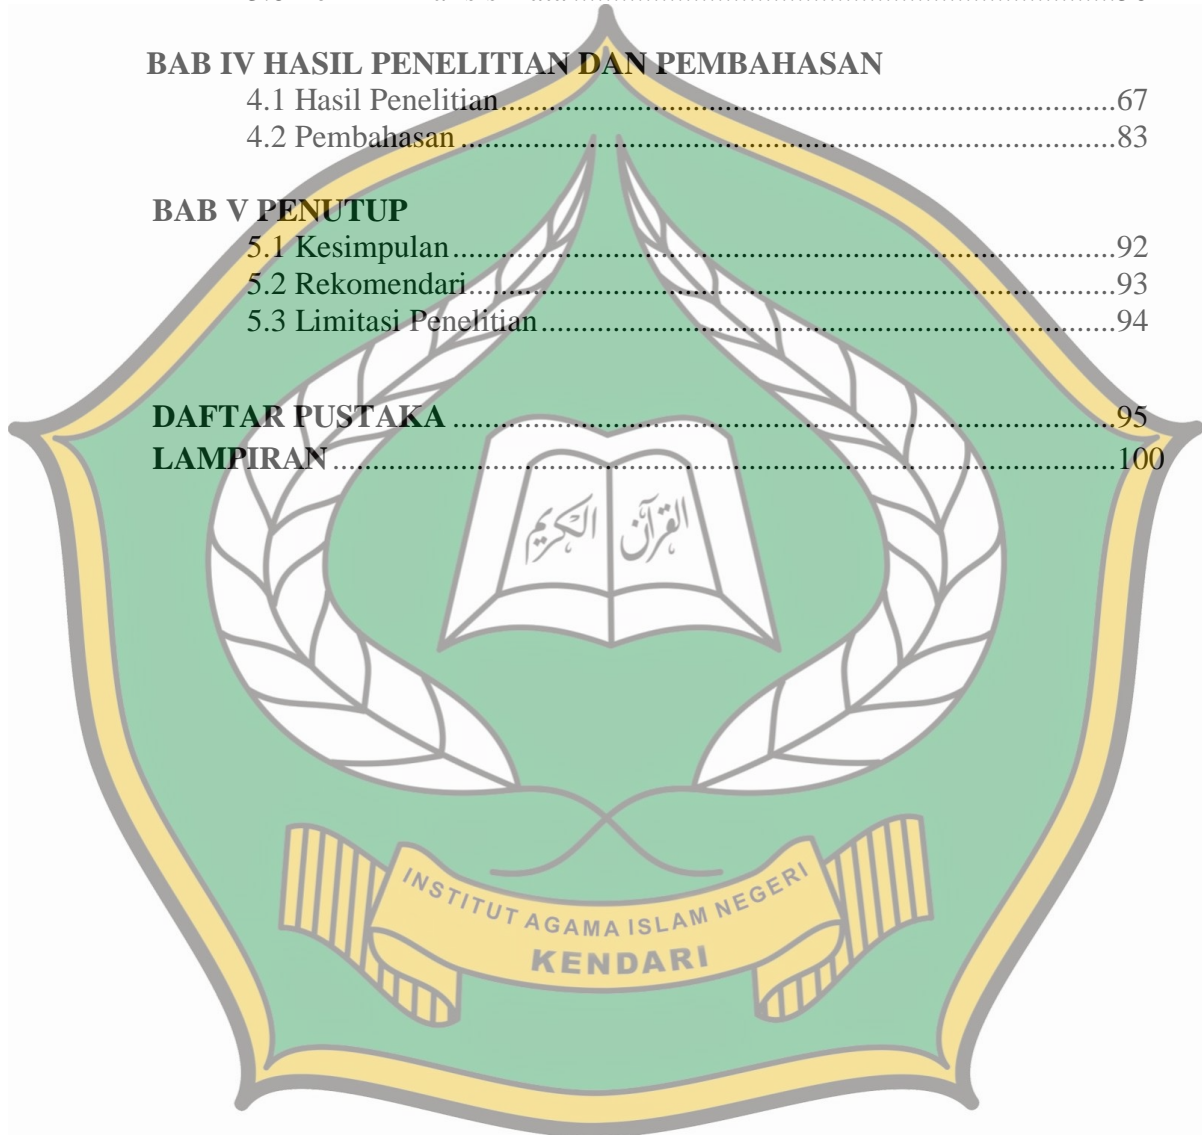 BAB IV HASIL PENELITIAN DAN PEMBAHASAN
4.1 Hasil Penelitian..............................................................................67
4.2 Pembahasan ...................................................................................83
BAB V PENUTUP
5.1 Kesimpulan....................................................................................92
5.2 Rekomendari..................................................................................93
5.3 Limitasi Penelitian.........................................................................94
DAFTAR PUSTAKA ....................................................................................95
LAMPIRAN...................................................................................................100
القرآن
الكريم
INSTITUT AGAMA ISLAM NEGERI
KENDARI